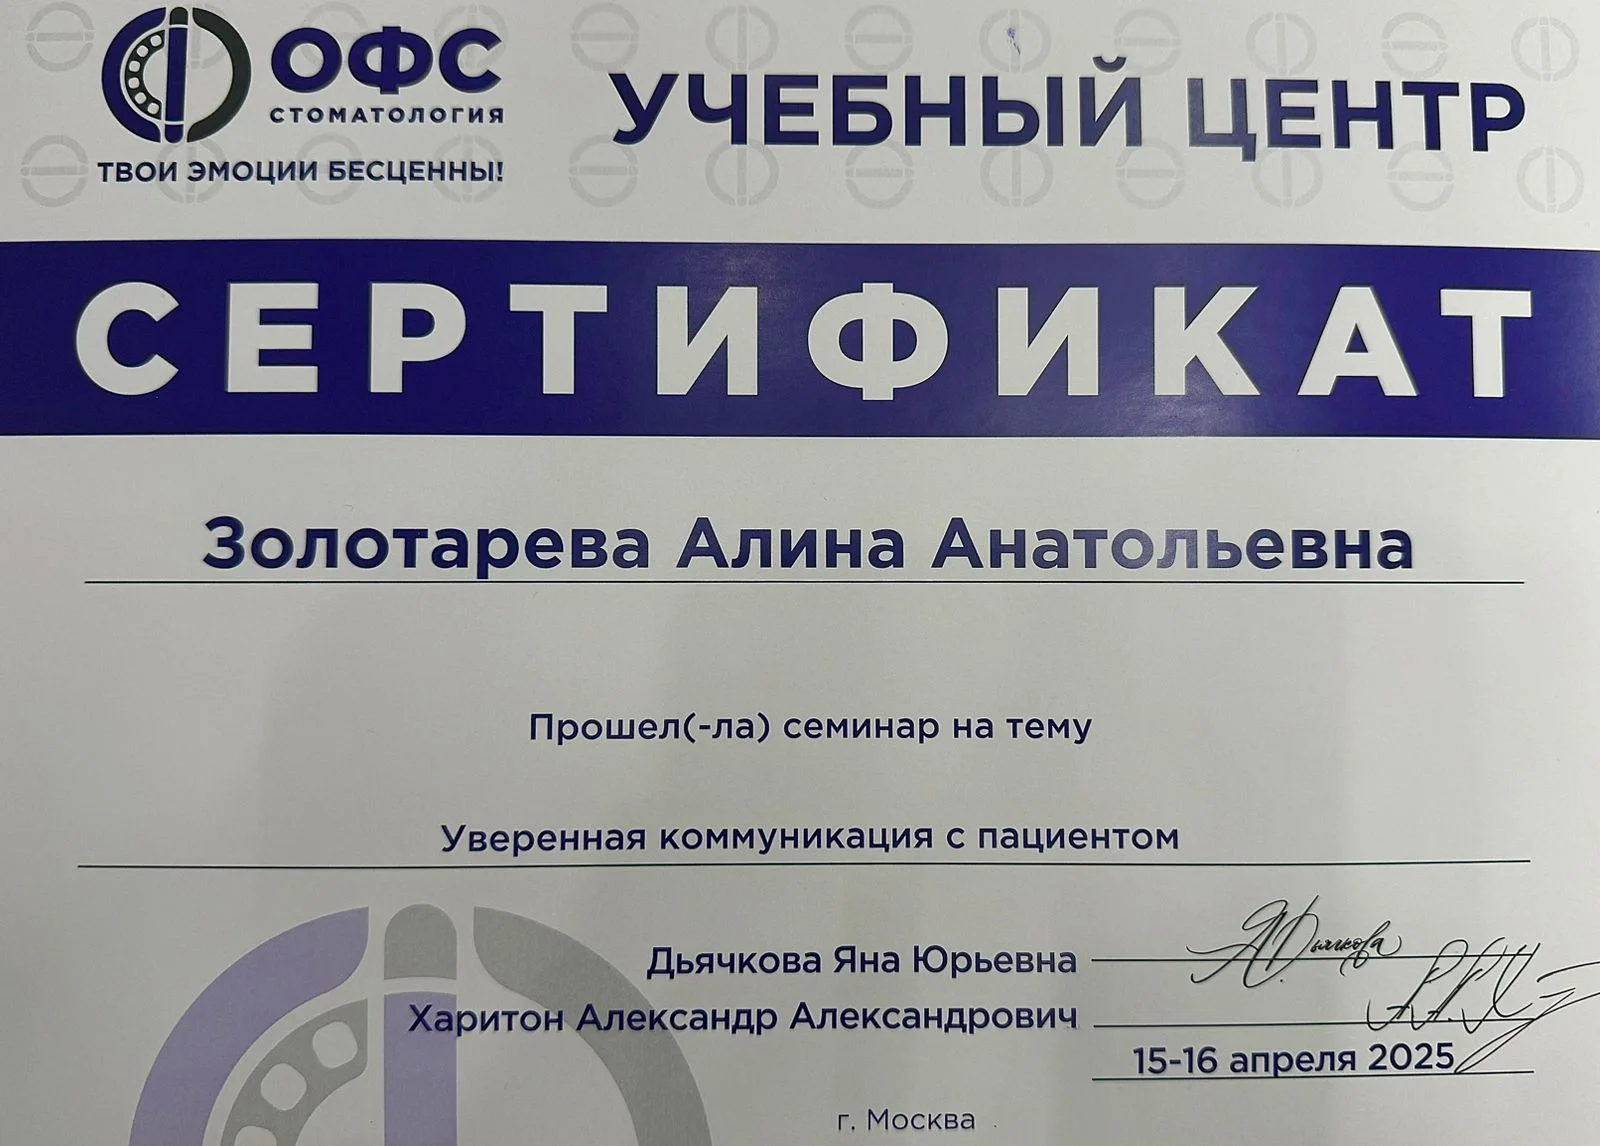 ОФС
СТОМАТОЛОГИЯ
ТВОИ ЭМОЦИИ БЕСЦЕННЫ!
УЧЕБНЫЙ ЦЕНТР
СЕРТИФИКАТ
Золотарева Алина Анатольевна
Прошел(-ла) семинар на тему
Уверенная коммуникация с пациентом
Дьячкова Яна Юрьевна ЯДьячкова
Харитон Александр Александрович
15-16 апреля 2025
г. Москва